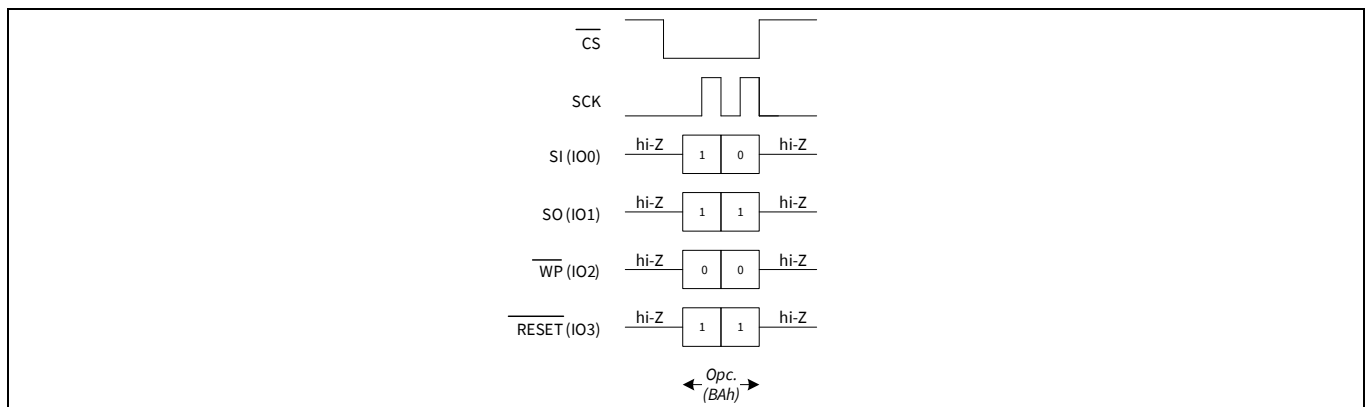 CS
SCK
SI (IO0) hi-Z 1 0 hi-Z
SO (IO1) hi-Z 1 1 hi-Z
WP (IO2) hi-Z 0 0 hi-Z
RESET (IO3) hi-Z 1 1 hi-Z
Opc.
(BAh)